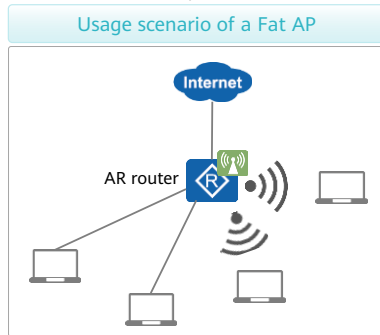 Usage scenario of a Fat AP
Internet
AR router
R